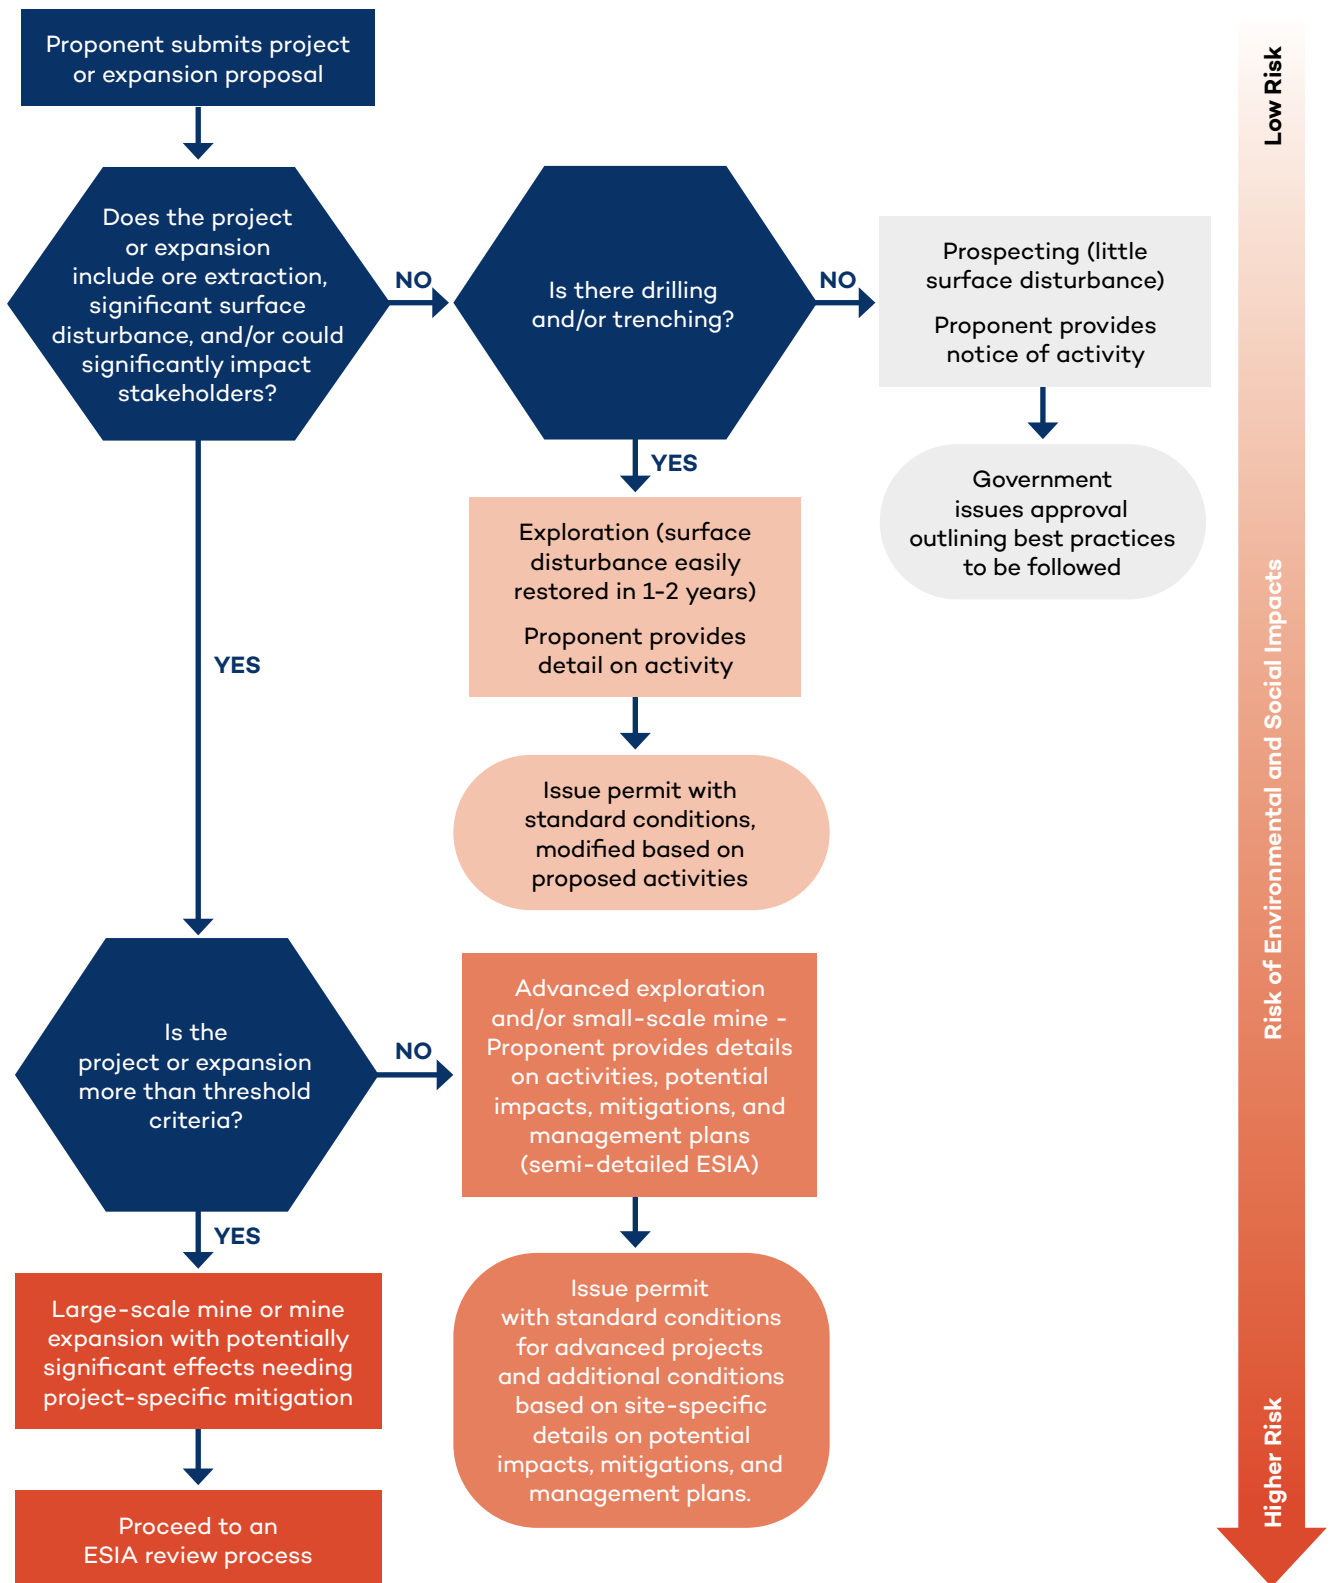 Proponent submits project
or expansion proposal
Does the project
or expansion
include ore extraction,
significant surface
disturbance, and/or could
significantly impact
stakeholders?
NO
Is there drilling
and/or trenching?
NO
Prospecting (little
surface disturbance)
Proponent provides
notice of activity
Government
issues approval
outlining best practices
to be followed
YES
Exploration (surface
disturbance easily
restored in 1-2 years)
Proponent provides
detail on activity
Issue permit with
standard conditions,
modified based on
proposed activities
YES
Is the
project or expansion
more than threshold
criteria?
NO
Advanced exploration
and/or small-scale mine -
Proponent provides details
on activities, potential
impacts, mitigations, and
management plans
(semi-detailed ESIA)
Issue permit
with standard conditions
for advanced projects
and additional conditions
based on site-specific
details on potential
impacts, mitigations, and
management plans.
YES
Large-scale mine or mine
expansion with potentially
significant effects needing
project-specific mitigation
Proceed to an
ESIA review process
Low Risk
Risk of Environmental and Social Impacts
Higher Risk